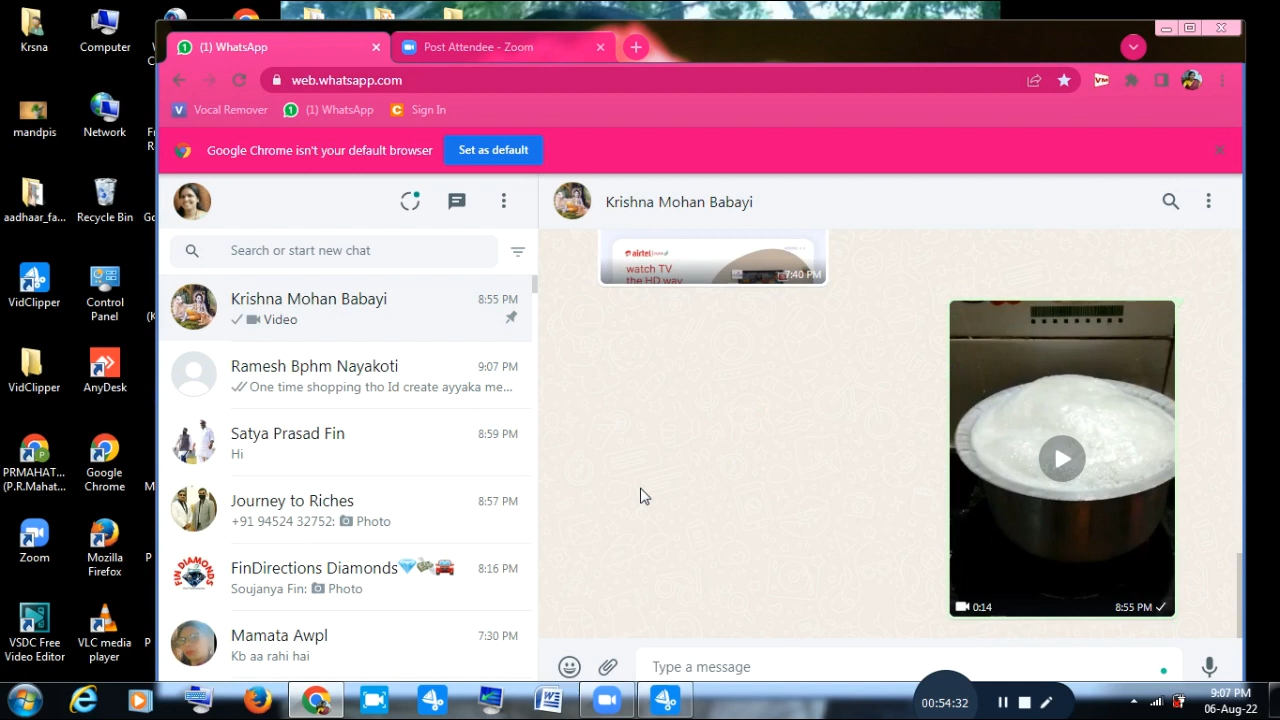 Krsna
Computer
mandpis
Network
aadhaar_fa...
Recycle Bin
VidClipper
Control
Panel
VidClipper
AnyDesk
PRMAHAT...
(P.R.Mahat...
Google
Chrome
Zoom
Mozilla
Firefox
VSDC Free
Video Editor
VLC media
player
(1) WhatsApp
Post Attendee - Zoom
web.whatsapp.com
Vocal Remover
(1) WhatsApp
Sign In
Google Chrome isn't your default browser
Set as default
Search or start new chat
Krishna Mohan Babayi
8:55 PM
Video
Ramesh Bphm Nayakoti
9:07 PM
One time shopping tho Id create ayyaka me...
Satya Prasad Fin
8:59 PM
Hi
Journey to Riches
8:57 PM
+91 94524 32752: Photo
FinDirections Diamonds
8:16 PM
Soujanya Fin: Photo
Mamata Awpl
7:30 PM
Kb aa rahi hai
Krishna Mohan Babayi
airtel
watch TV
the HD way
7:40 PM
0:14
8:55 PM
Type a message
00:54:32
9:07 PM
06-Aug-22